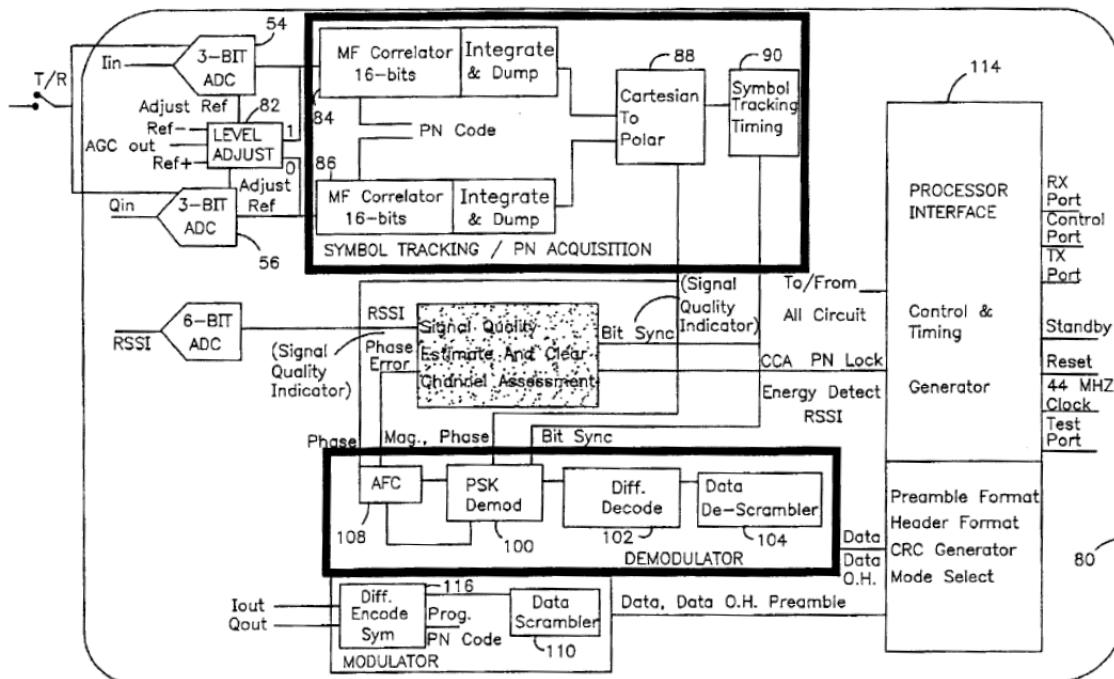 54
3-BIT
ADC
Iin
T/R
Adjust Ref
82
Ref-
LEVEL
ADJUST
1
0
AGC out
Ref+
Adjust
Ref
Qin
3-BIT
ADC
56
MF Correlator
16-bits
Integrate
& Dump
84
PN Code
86
MF Correlator
16-bits
Integrate
& Dump
SYMBOL TRACKING / PN ACQUISITION
88
Cartesian
To
Polar
90
Symbol
Tracking
Timing
114
PROCESSOR
INTERFACE
Control &
Timing
Generator
RX
Port
Control
Port
TX
Port
Standby
Reset
44 MHZ
Clock
Test
Port
To/From
All Circuit
6-BIT
ADC
RSSI
RSSI
(Signal
Quality
Indicator)
Phase
Error
Signal Quality
Estimate And Clear
Channel Assessment
Bit Sync
(Signal
Quality
Indicator)
CCA PN Lock
Energy Detect
RSSI
Phase
Mag., Phase
Bit Sync
AFC
108
PSK
Demod
100
Diff.
Decode
102
Data
De-Scrambler
104
DEMODULATOR
Data
Data
O.H.
Preamble Format
Header Format
CRC Generator
Mode Select
80
116
Iout
Qout
Diff.
Encode
Sym
Prog.
PN Code
Data
Scrambler
110
MODULATOR
Data, Data O.H. Preamble